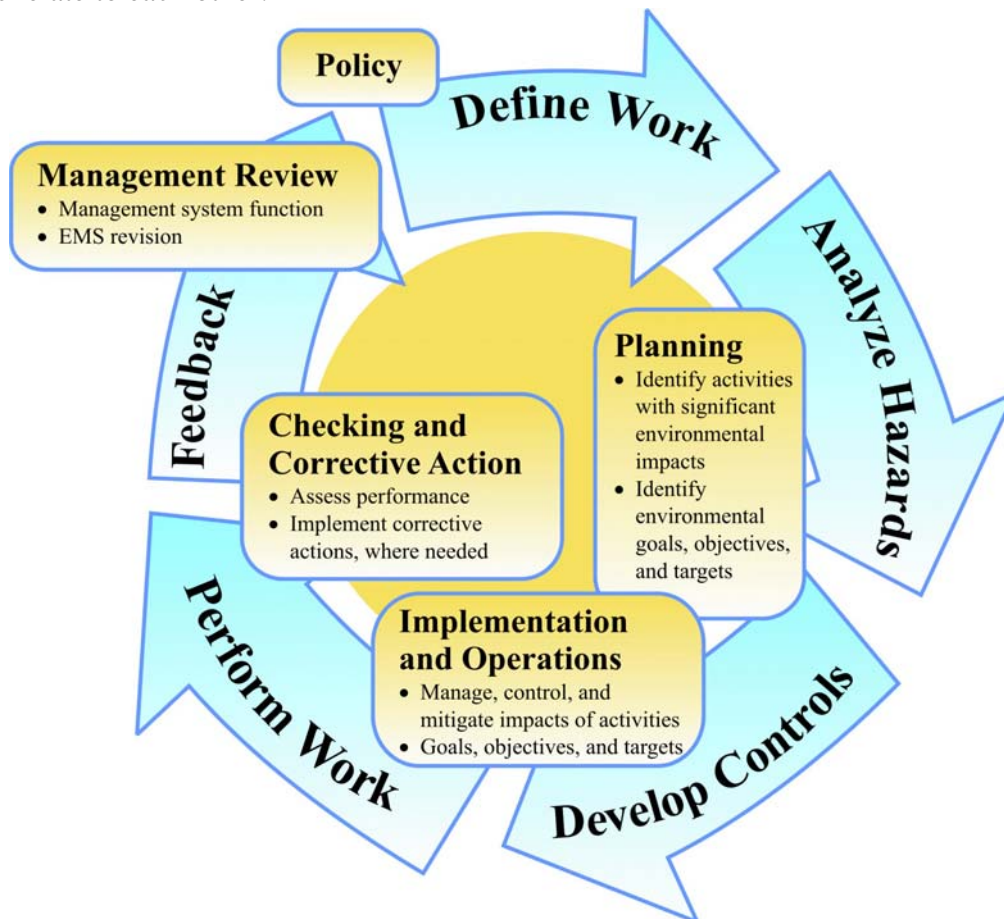 Policy
Define Work
Management Review
• Management system function
• EMS revision
Analyze Hazards
Feedback
Planning
• Identify activities
with significant
environmental
impacts
• Identify
environmental
goals, objectives,
and targets
Checking and
Corrective Action
• Assess performance
• Implement corrective
actions, where needed
Implementation
and Operations
• Manage, control, and
mitigate impacts of activities
• Goals, objectives, and targets
Perform Work
Develop Controls